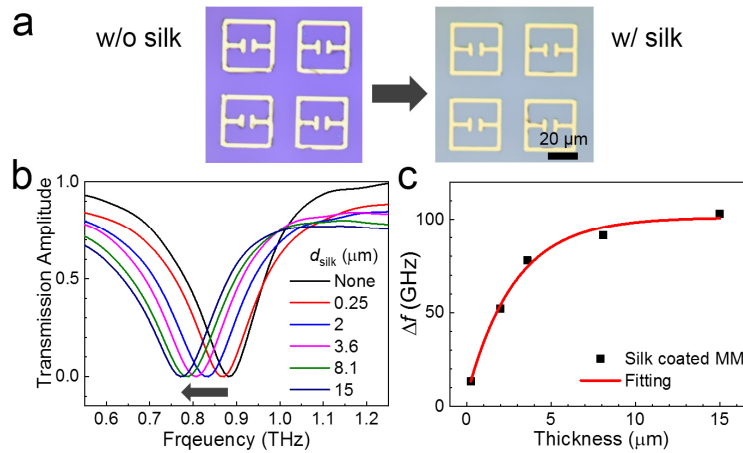 a
w/o silk
w/ silk
20 μm
b
1.0
0.5
0.0
Transmission Amplitude
d_silk (μm)
None
0.25
2
3.6
8.1
15
0.6 0.7 0.8 0.9 1.0 1.1 1.2
Frqeuency (THz)
c
100
50
0
Δf (GHz)
Silk coated MM
Fitting
0 5 10 15
Thickness (μm)